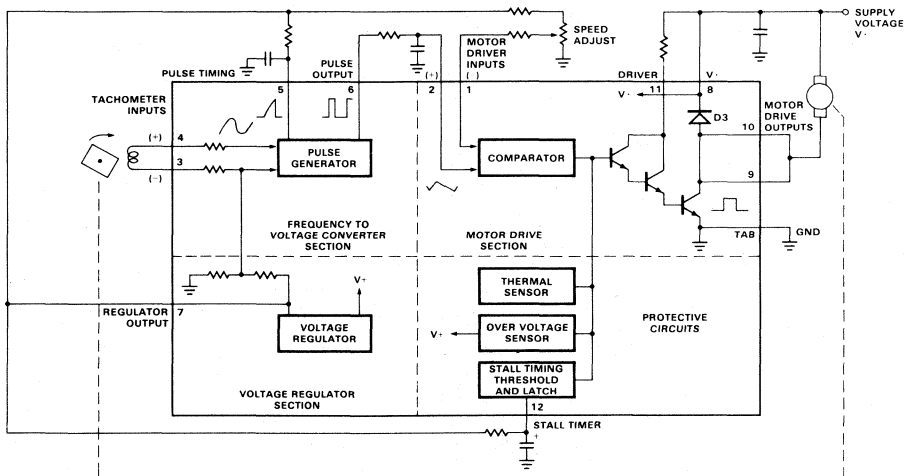 SUPPLY
VOLTAGE
V·
SPEED
ADJUST
PULSE TIMING
PULSE
OUTPUT
MOTOR
DRIVER
INPUTS
(+)
( )
DRIVER
V·
5
6
2
1
11
8
TACHOMETER
INPUTS
V·
D3
MOTOR
DRIVE
OUTPUTS
(+)
4
10
PULSE
GENERATOR
COMPARATOR
3
(−)
9
FREQUENCY TO
VOLTAGE CONVERTER
SECTION
MOTOR DRIVE
SECTION
TAB
GND
V+
THERMAL
SENSOR
REGULATOR
OUTPUT
7
PROTECTIVE
CIRCUITS
VOLTAGE
REGULATOR
V+
OVER VOLTAGE
SENSOR
STALL TIMING
THRESHOLD
AND LATCH
VOLTAGE REGULATOR
SECTION
12
STALL TIMER
+